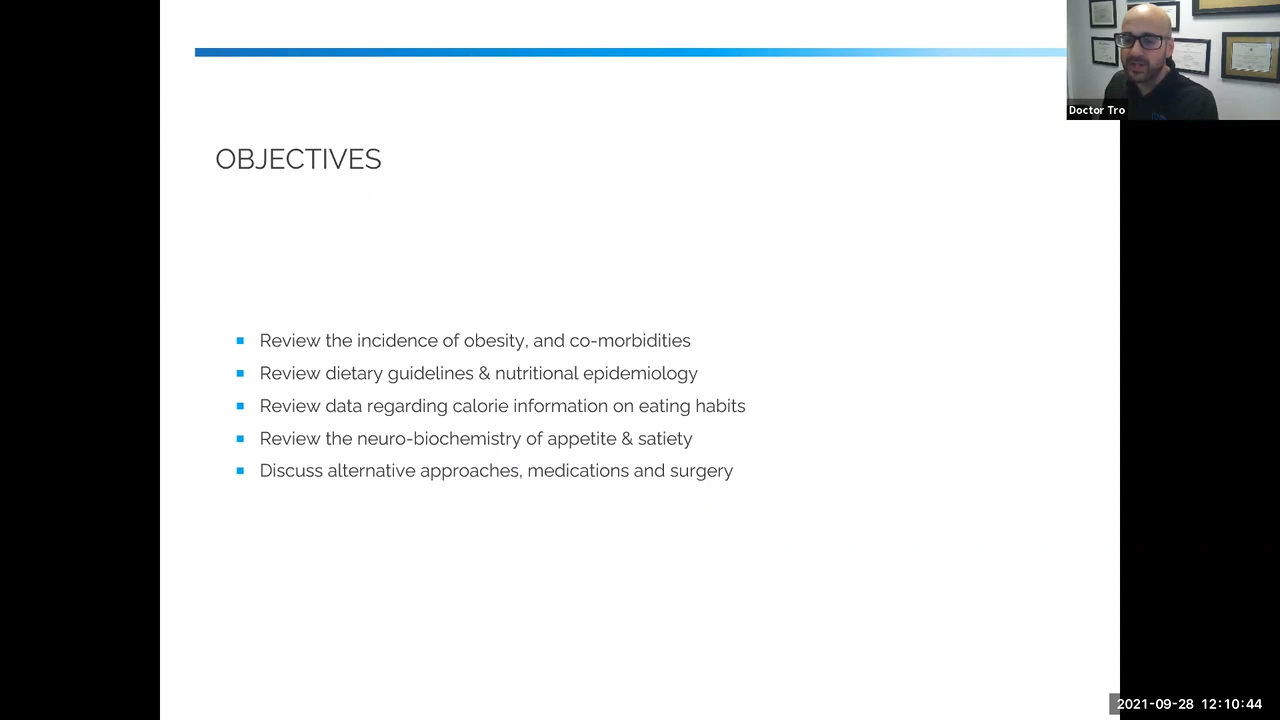 Doctor Tro
OBJECTIVES
Review the incidence of obesity, and co-morbidities
Review dietary guidelines & nutritional epidemiology
Review data regarding calorie information on eating habits
Review the neuro-biochemistry of appetite & satiety
Discuss alternative approaches, medications and surgery
2021-09-28 12:10:44